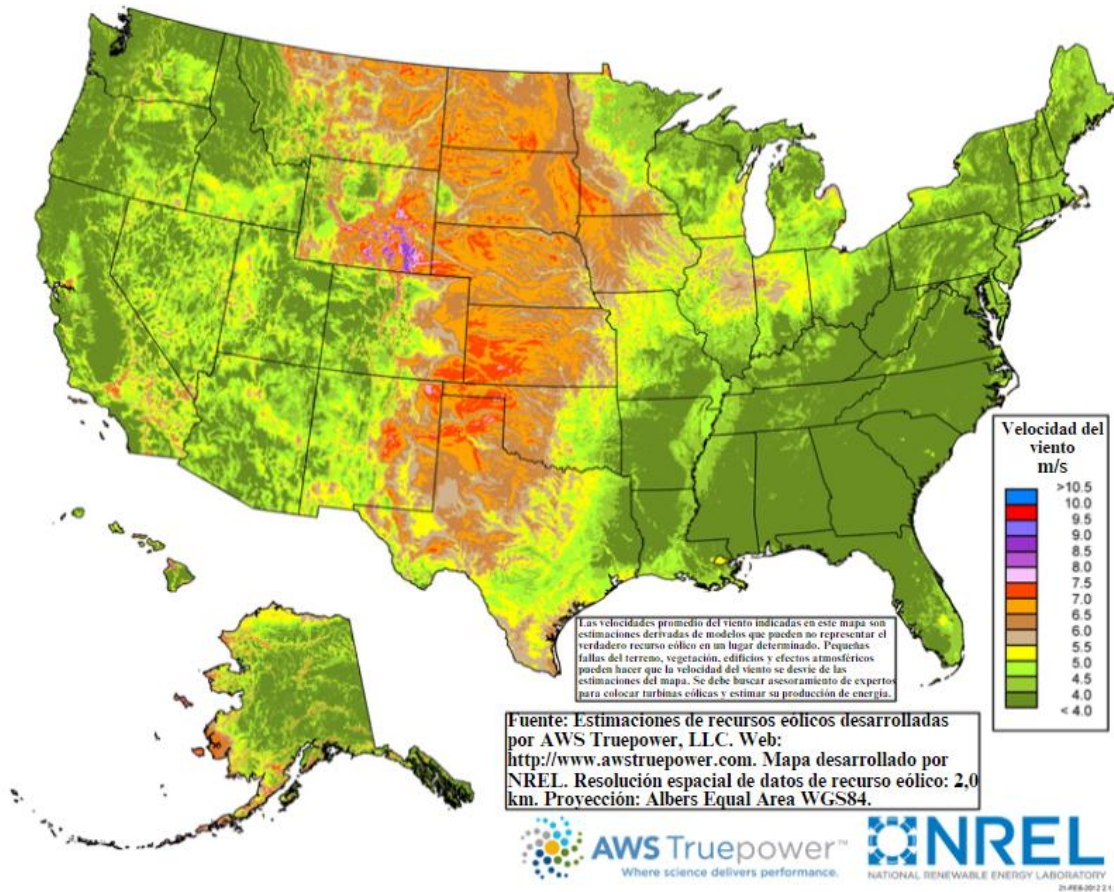 Velocidad del
viento
m/s
>10.5
10.0
9.5
9.0
8.5
8.0
7.5
7.0
6.5
6.0
5.5
5.0
4.5
4.0
< 4.0
Las velocidades promedio del viento indicadas en este mapa son
estimaciones derivadas de modelos que pueden no representar el
verdadero recurso eólico en un lugar determinado. Pequeñas
fallas del terreno, vegetación, edificios y efectos atmosféricos
pueden hacer que la velocidad del viento se desvíe de las
estimaciones del mapa. Se debe buscar asesoramiento de expertos
para colocar turbinas eólicas y estimar su producción de energía.
Fuente: Estimaciones de recursos eólicos desarrolladas
por AWS Truepower, LLC. Web:
http://www.awstruepower.com. Mapa desarrollado por
NREL. Resolución espacial de datos de recurso eólico: 2,0
km. Proyección: Albers Equal Area WGS84.
AWS Truepower™
Where science delivers performance.
NREL
NATIONAL RENEWABLE ENERGY LABORATORY
21-FEB-2012 2.1